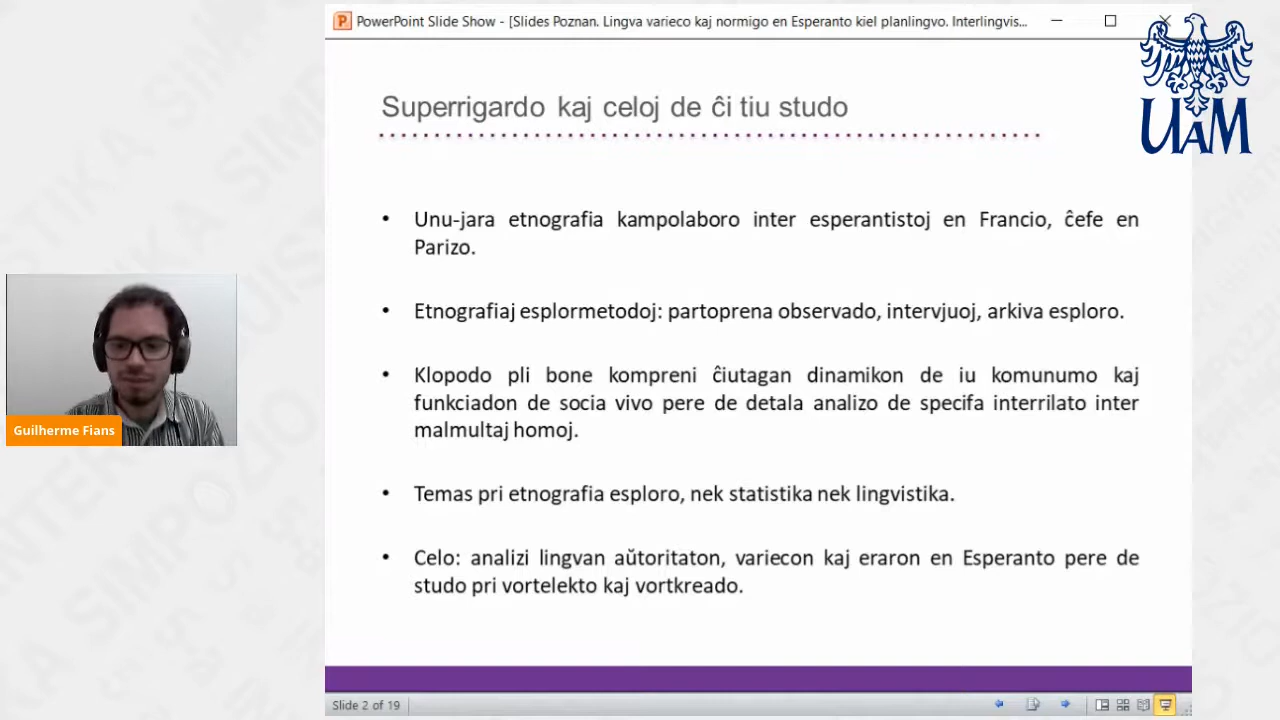 PowerPoint Slide Show - [Slides Poznan. Lingva varieco kaj normigo en Esperanto kiel planlingvo. Interlingvis...
UAM
Superrigardo kaj celoj de ĉi tiu studo
• Unu-jara etnografia kampolaboro inter esperantistoj en Francio, ĉefe en
Parizo.
• Etnografiaj esplormetodoj: partoprena observado, intervjuoj, arkiva esploro.
• Klopodo pli bone kompreni ĉiutagan dinamikon de iu komunumo kaj
funkciadon de socia vivo pere de detala analizo de specifa interrilato inter
malmultaj homoj.
• Temas pri etnografia esploro, nek statistika nek lingvistika.
• Celo: analizi lingvan aŭtoritaton, variecon kaj eraron en Esperanto pere de
studo pri vortelekto kaj vortkreado.
Guilherme Fians
Slide 2 of 19